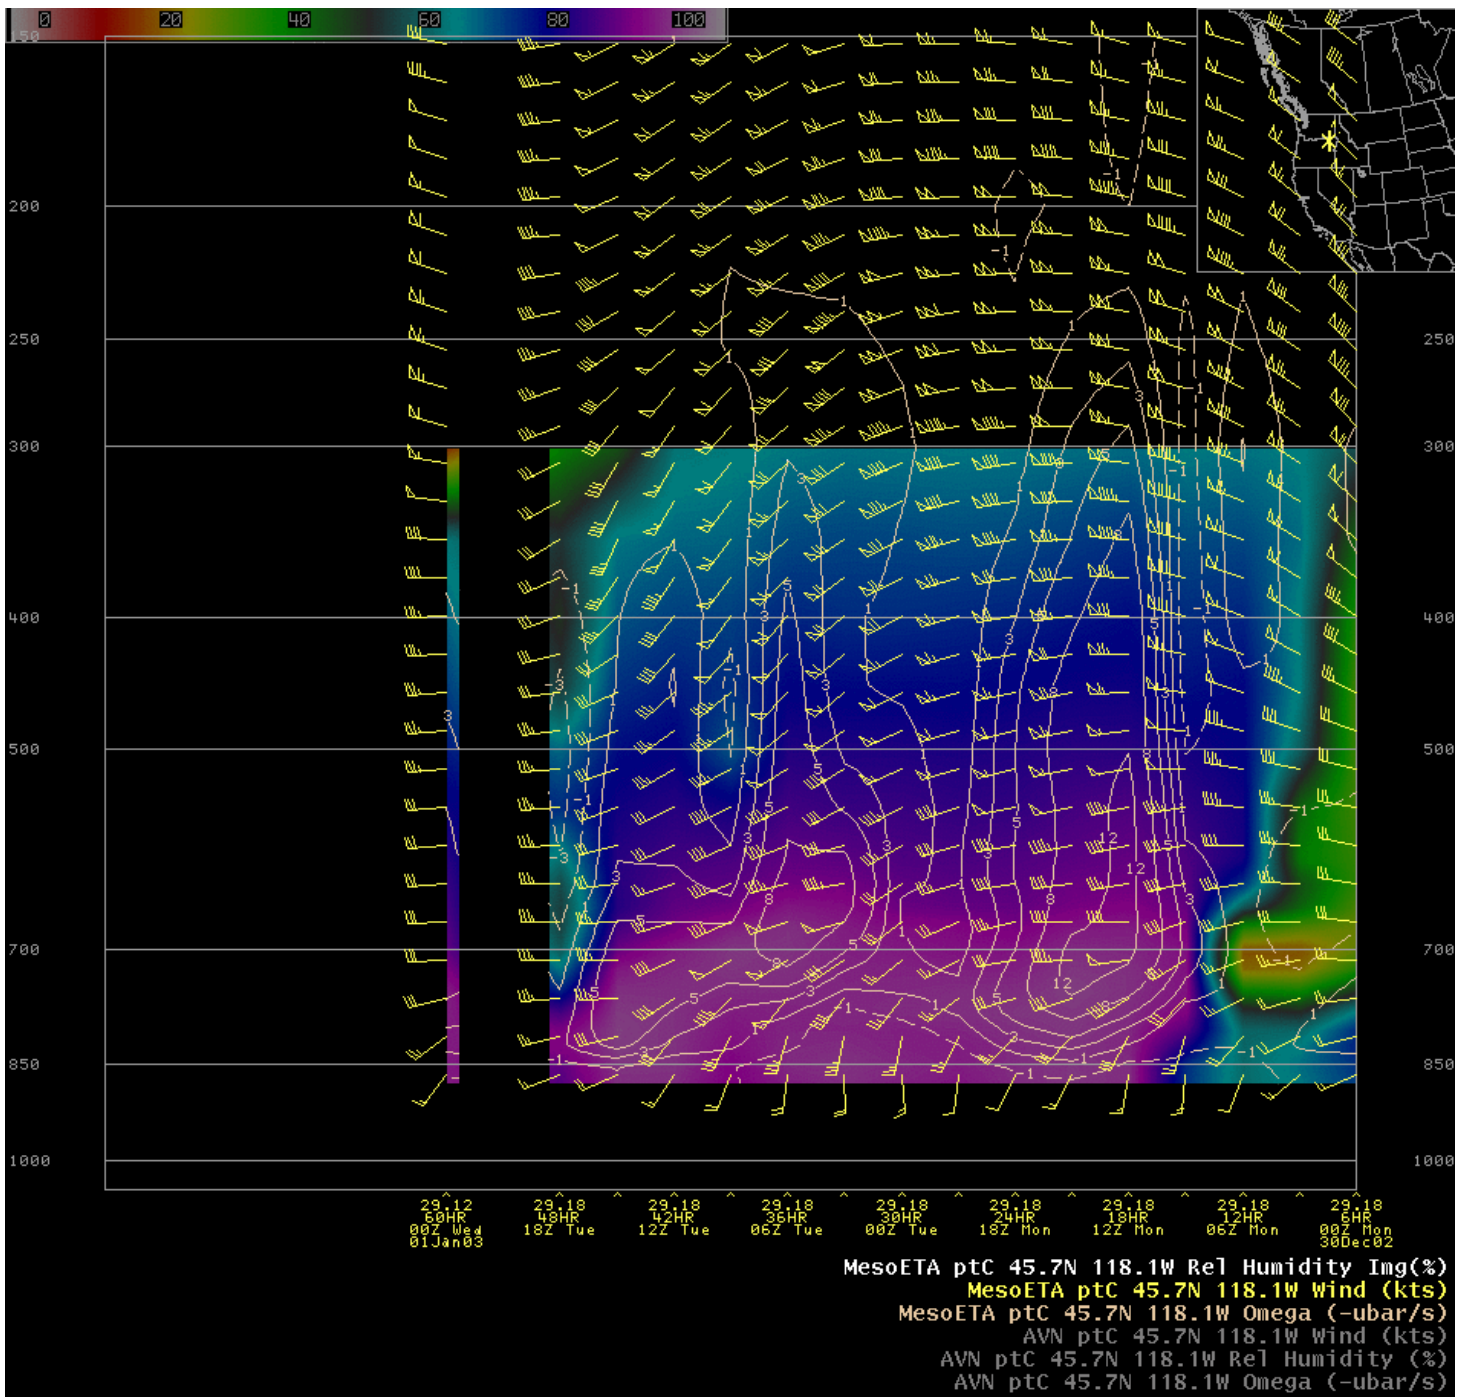 0 20 40 60 80 100
150
200
250 250
300 300
400 400
500 500
700 700
850 850
1000 1000
29.12 29.18 29.18 29.18 29.18 29.18 29.18 29.18 29.18
60HR 48HR 42HR 36HR 30HR 24HR 18HR 12HR 6HR
00Z Wed 18Z Tue 12Z Tue 06Z Tue 00Z Tue 18Z Mon 12Z Mon 06Z Mon 00Z Mon
01Jan03 30Dec02
MesoETA ptC 45.7N 118.1W Rel Humidity Img(%)
MesoETA ptC 45.7N 118.1W Wind (kts)
MesoETA ptC 45.7N 118.1W Omega (-ubar/s)
AVN ptC 45.7N 118.1W Wind (kts)
AVN ptC 45.7N 118.1W Rel Humidity (%)
AVN ptC 45.7N 118.1W Omega (-ubar/s)